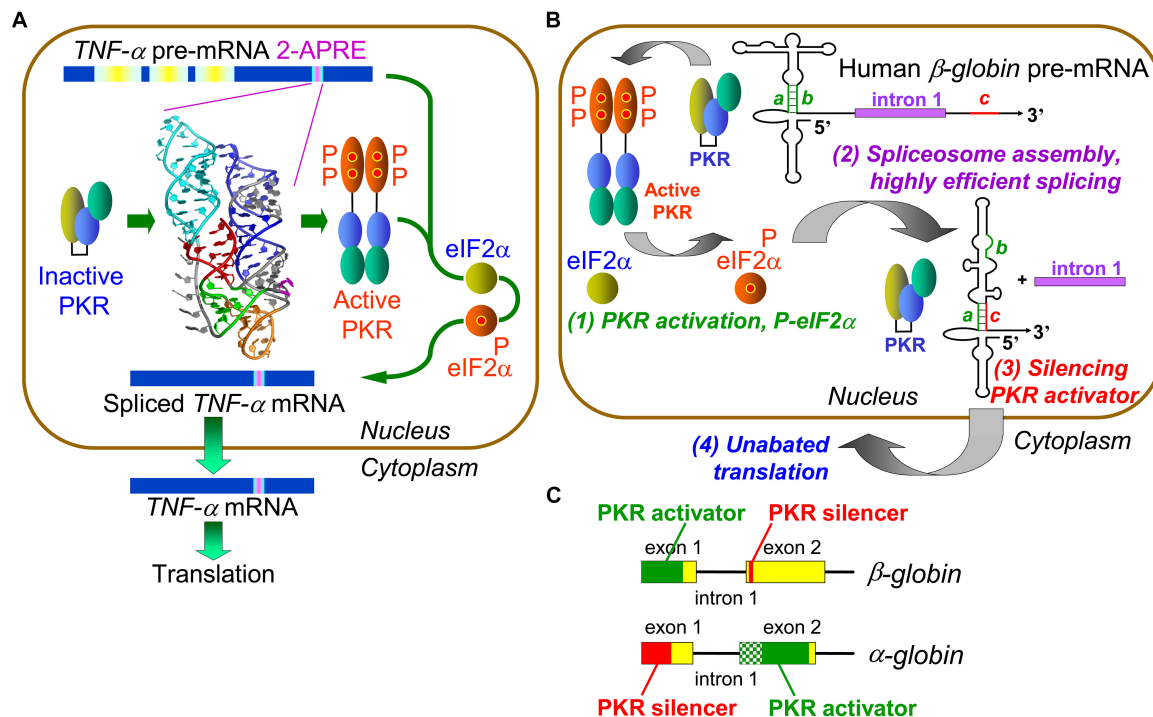 A
TNF-α pre-mRNA 2-APRE
Inactive
PKR
P P
P P
Active
PKR
eIF2α
P
eIF2α
Spliced TNF-α mRNA
Nucleus
Cytoplasm
TNF-α mRNA
Translation
B
P P
P P
PKR
Active
PKR
Human β-globin pre-mRNA
a b
intron 1
c
5'
3'
(2) Spliceosome assembly,
highly efficient splicing
eIF2α
P
eIF2α
(1) PKR activation, P-eIF2α
PKR
b
+ intron 1
a c
5'
3'
(3) Silencing
PKR activator
Nucleus
Cytoplasm
(4) Unabated
translation
C
PKR activator PKR silencer
exon 1 exon 2
β-globin
intron 1
exon 1 exon 2
α-globin
intron 1
PKR silencer PKR activator